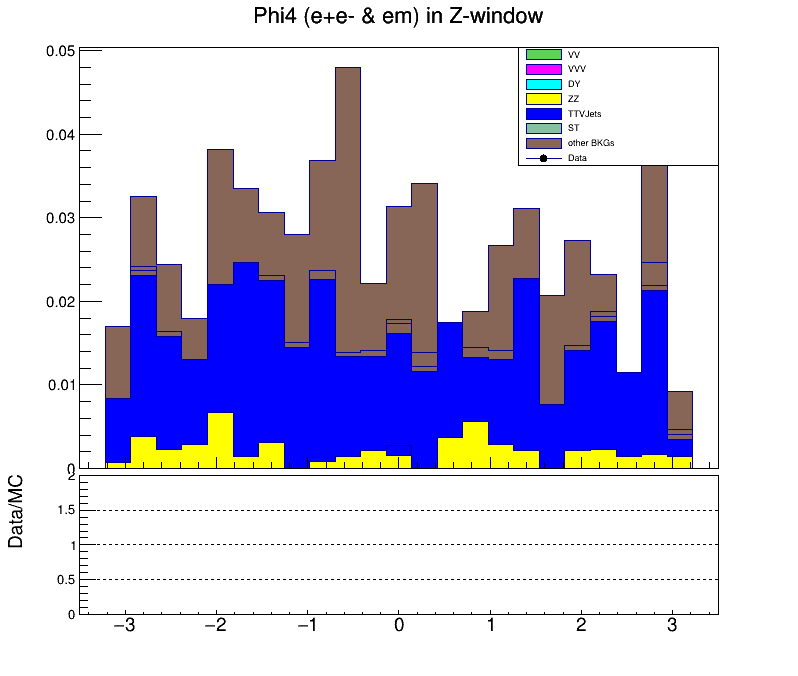 Phi4 (e+e- & em) in Z-window
0.05
0.04
0.03
0.02
0.01
0
VV
VVV
DY
ZZ
TTVJets
ST
other BKGs
Data
Data/MC
2
1.5
1
0.5
0
−3 −2 −1 0 1 2 3